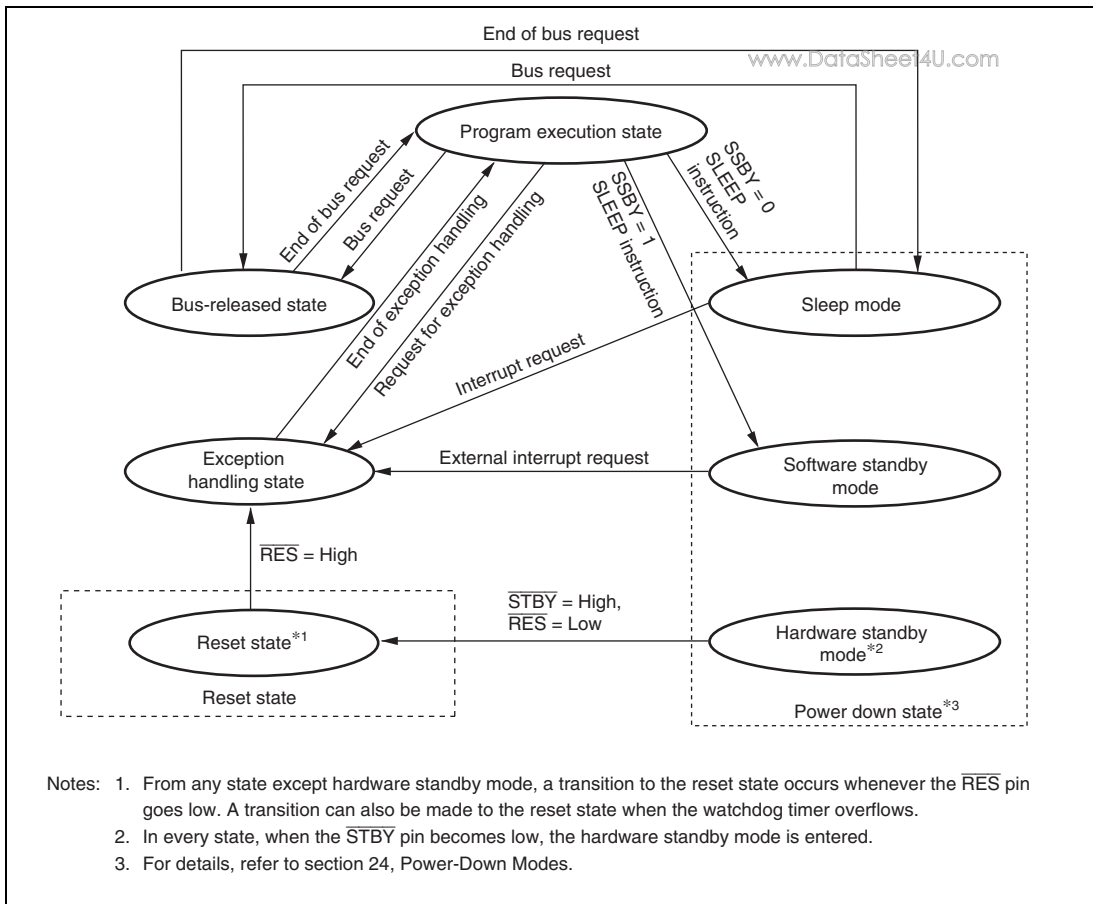 End of bus request
www.DataSheet4U.com
Bus request
Program execution state
End of bus request
Bus request
SSBY = 0
SLEEP
instruction
SSBY = 1
SLEEP instruction
End of exception handling
Request for exception handling
Bus-released state
Sleep mode
Interrupt request
Exception
handling state
External interrupt request
Software standby
mode
RES = High
STBY = High,
RES = Low
Reset state*1
Hardware standby
mode*2
Reset state
Power down state*3
Notes: 1. From any state except hardware standby mode, a transition to the reset state occurs whenever the RES pin
goes low. A transition can also be made to the reset state when the watchdog timer overflows.
2. In every state, when the STBY pin becomes low, the hardware standby mode is entered.
3. For details, refer to section 24, Power-Down Modes.